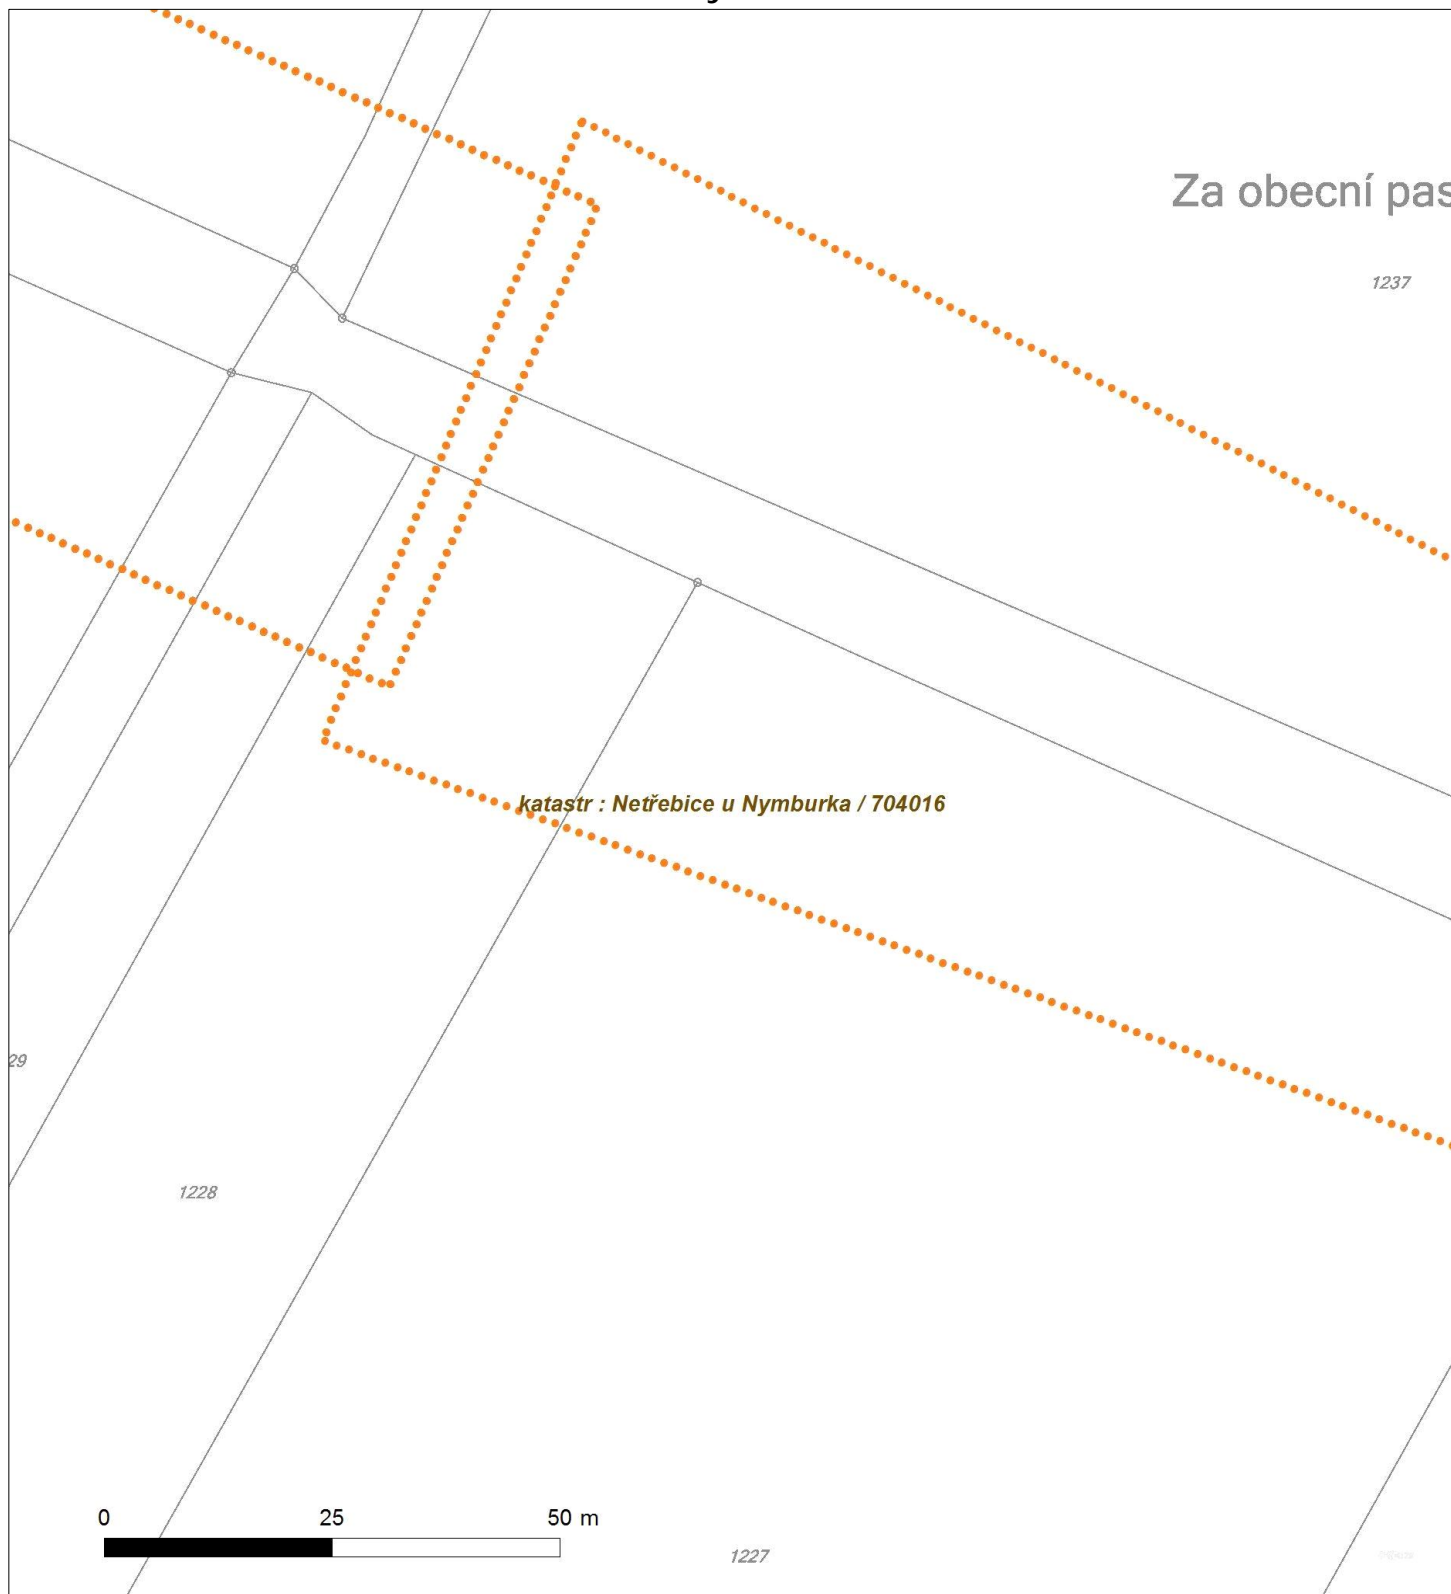 Za obecní pas
1237
katastr : Netřebice u Nymburka / 704016
29
1228
0 25 50 m
1227